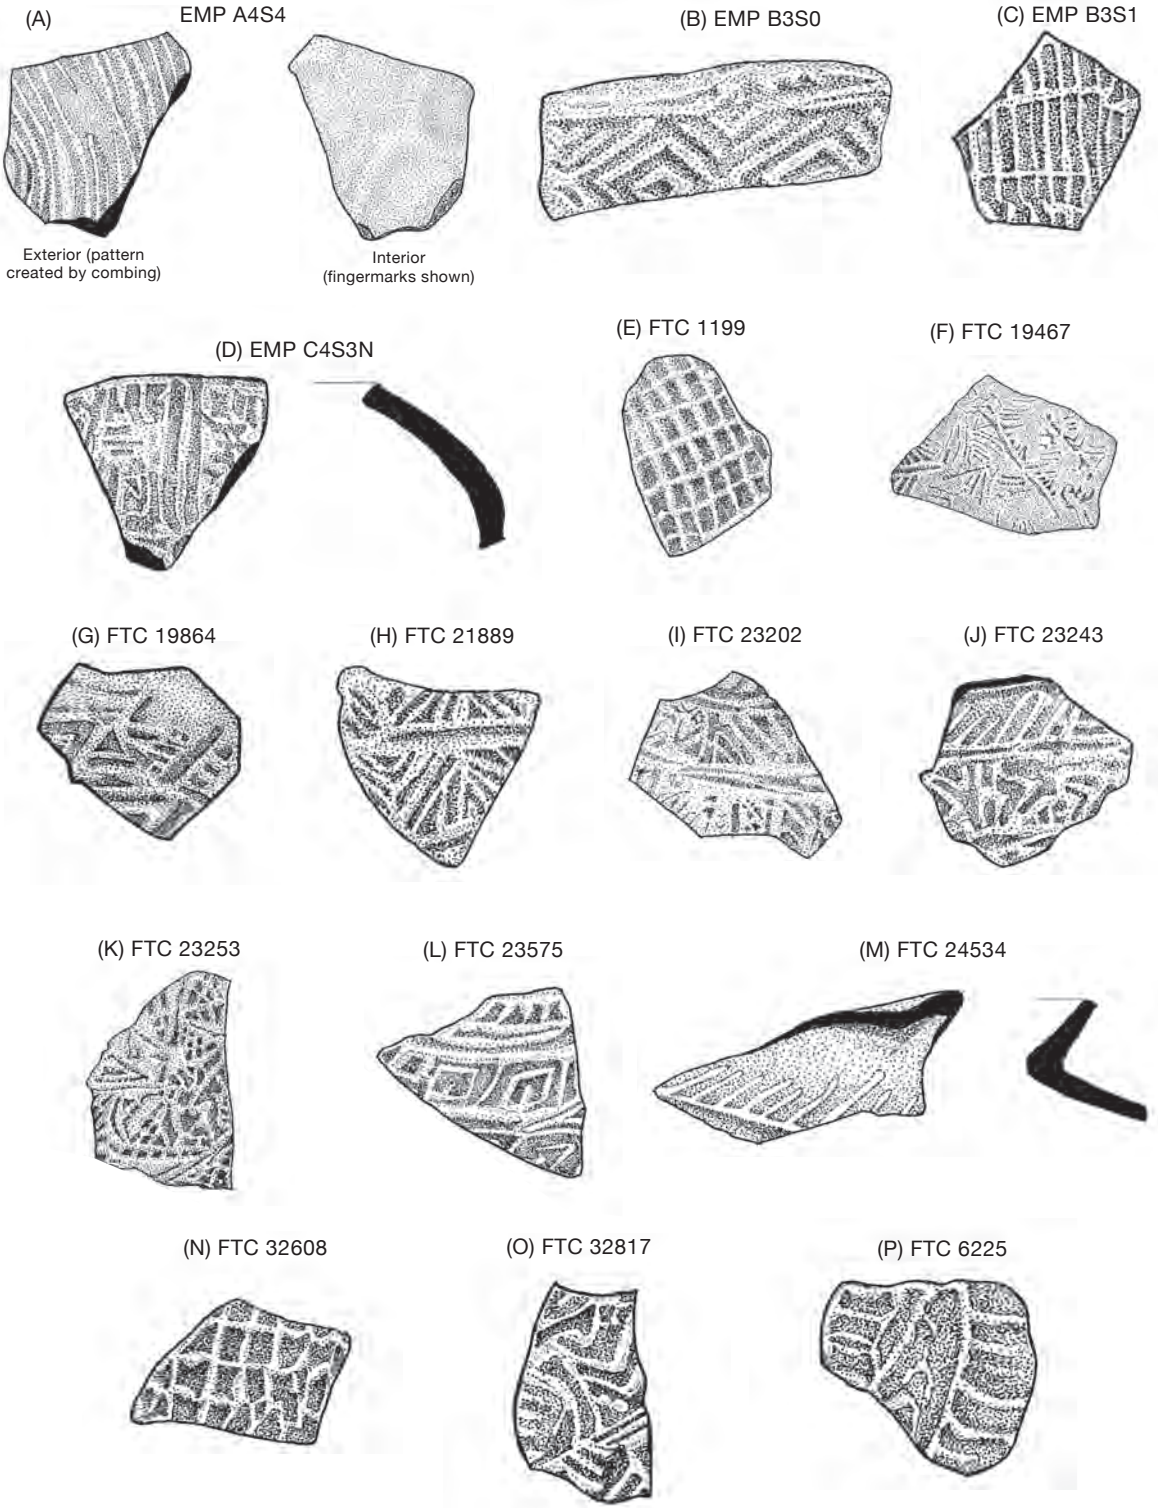 (A) EMP A4S4
(B) EMP B3S0
(C) EMP B3S1
Exterior (pattern
created by combing)
Interior
(fingermarks shown)
(D) EMP C4S3N
(E) FTC 1199
(F) FTC 19467
(G) FTC 19864
(H) FTC 21889
(I) FTC 23202
(J) FTC 23243
(K) FTC 23253
(L) FTC 23575
(M) FTC 24534
(N) FTC 32608
(O) FTC 32817
(P) FTC 6225